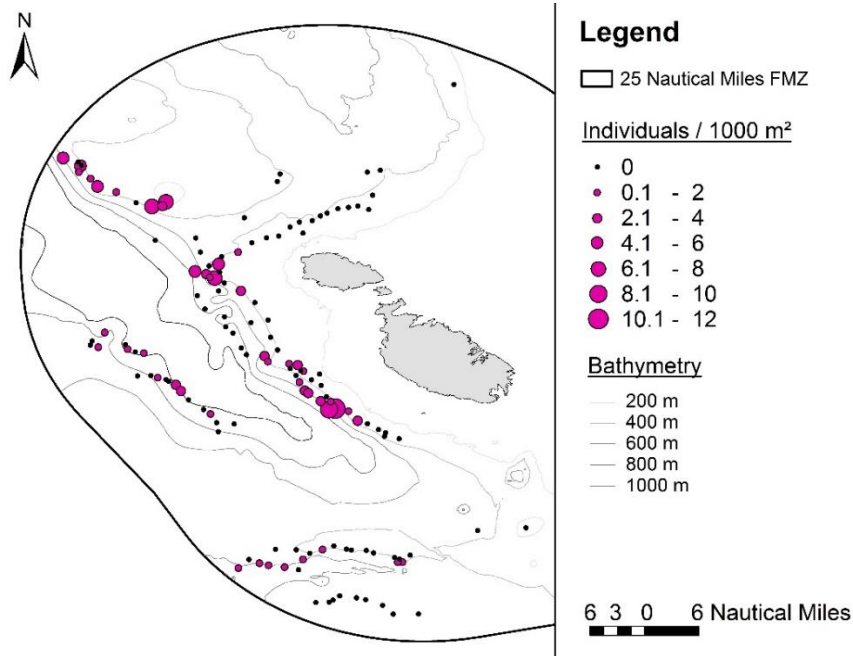 N
Legend
25 Nautical Miles FMZ
Individuals / 1000 m²
0
0.1 - 2
2.1 - 4
4.1 - 6
6.1 - 8
8.1 - 10
10.1 - 12
Bathymetry
200 m
400 m
600 m
800 m
1000 m
6 3 0 6 Nautical Miles